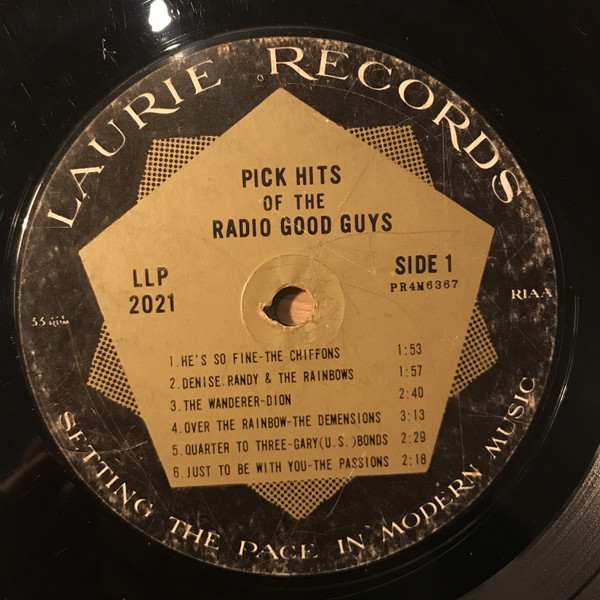 LAURIE RECORDS
PICK HITS
OF THE
RADIO GOOD GUYS
LLP
2021
SIDE 1
PR4M6367
RIAA
RPM
1. HE'S SO FINE-THE CHIFFONS 1:53
2. DENISE. RANDY & THE RAINBOWS 1:57
3. THE WANDERER-DION 2:40
4. OVER THE RAINBOW-THE DEMENSIONS 3:13
5. QUARTER TO THREE-GARY(U.S.)BONDS 2:29
6. JUST TO BE WITH YOU-THE PASSIONS 2:18
SETTING THE PACE IN MODERN MUSIC